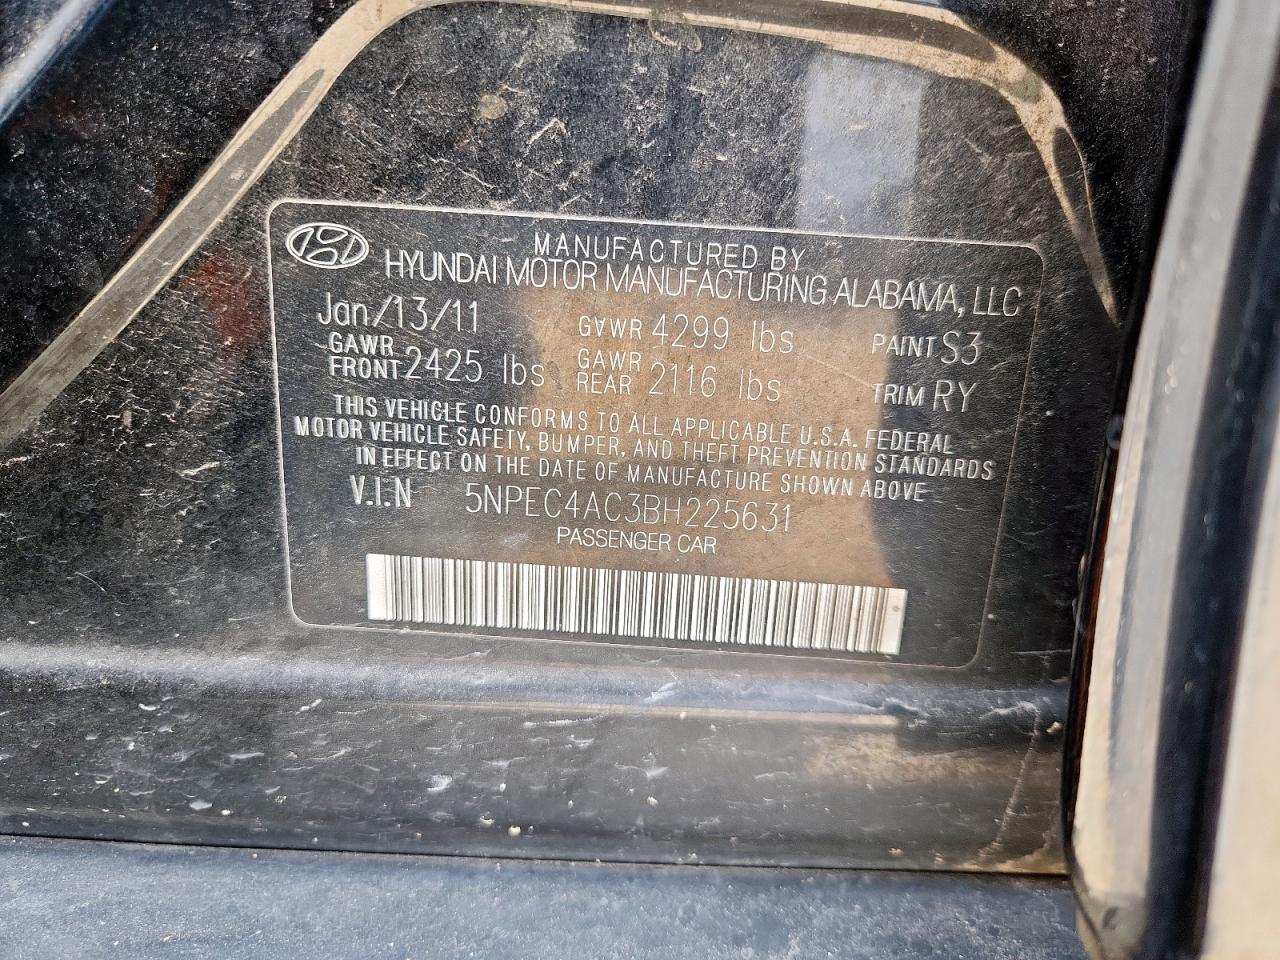 MANUFACTURED BY
HYUNDAI MOTOR MANUFACTURING ALABAMA, LLC
Jan/13/11 GVWR 4299 lbs PAINT S3
GAWR FRONT 2425 lbs GAWR REAR 2116 lbs TRIM RY
THIS VEHICLE CONFORMS TO ALL APPLICABLE U.S.A. FEDERAL
MOTOR VEHICLE SAFETY, BUMPER, AND THEFT PREVENTION STANDARDS
IN EFFECT ON THE DATE OF MANUFACTURE SHOWN ABOVE
V.I.N 5NPEC4AC3BH225631
PASSENGER CAR